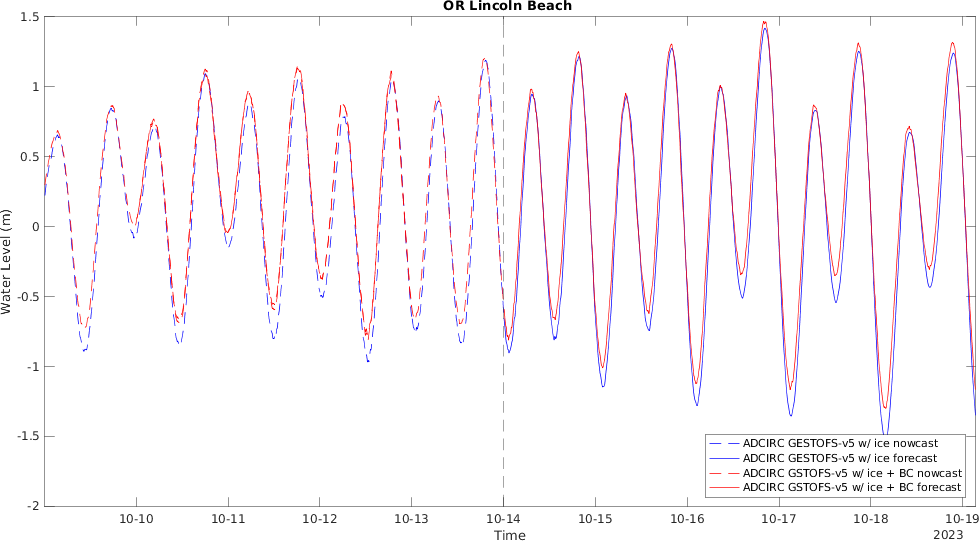 OR Lincoln Beach
1.5
1
0.5
0
-0.5
-1
-1.5
-2
Water Level (m)
10-10
10-11
10-12
10-13
10-14
10-15
10-16
10-17
10-18
10-19
2023
Time
ADCIRC GESTOFS-v5 w/ ice nowcast
ADCIRC GESTOFS-v5 w/ ice forecast
ADCIRC GSTOFS-v5 w/ ice + BC nowcast
ADCIRC GSTOFS-v5 w/ ice + BC forecast